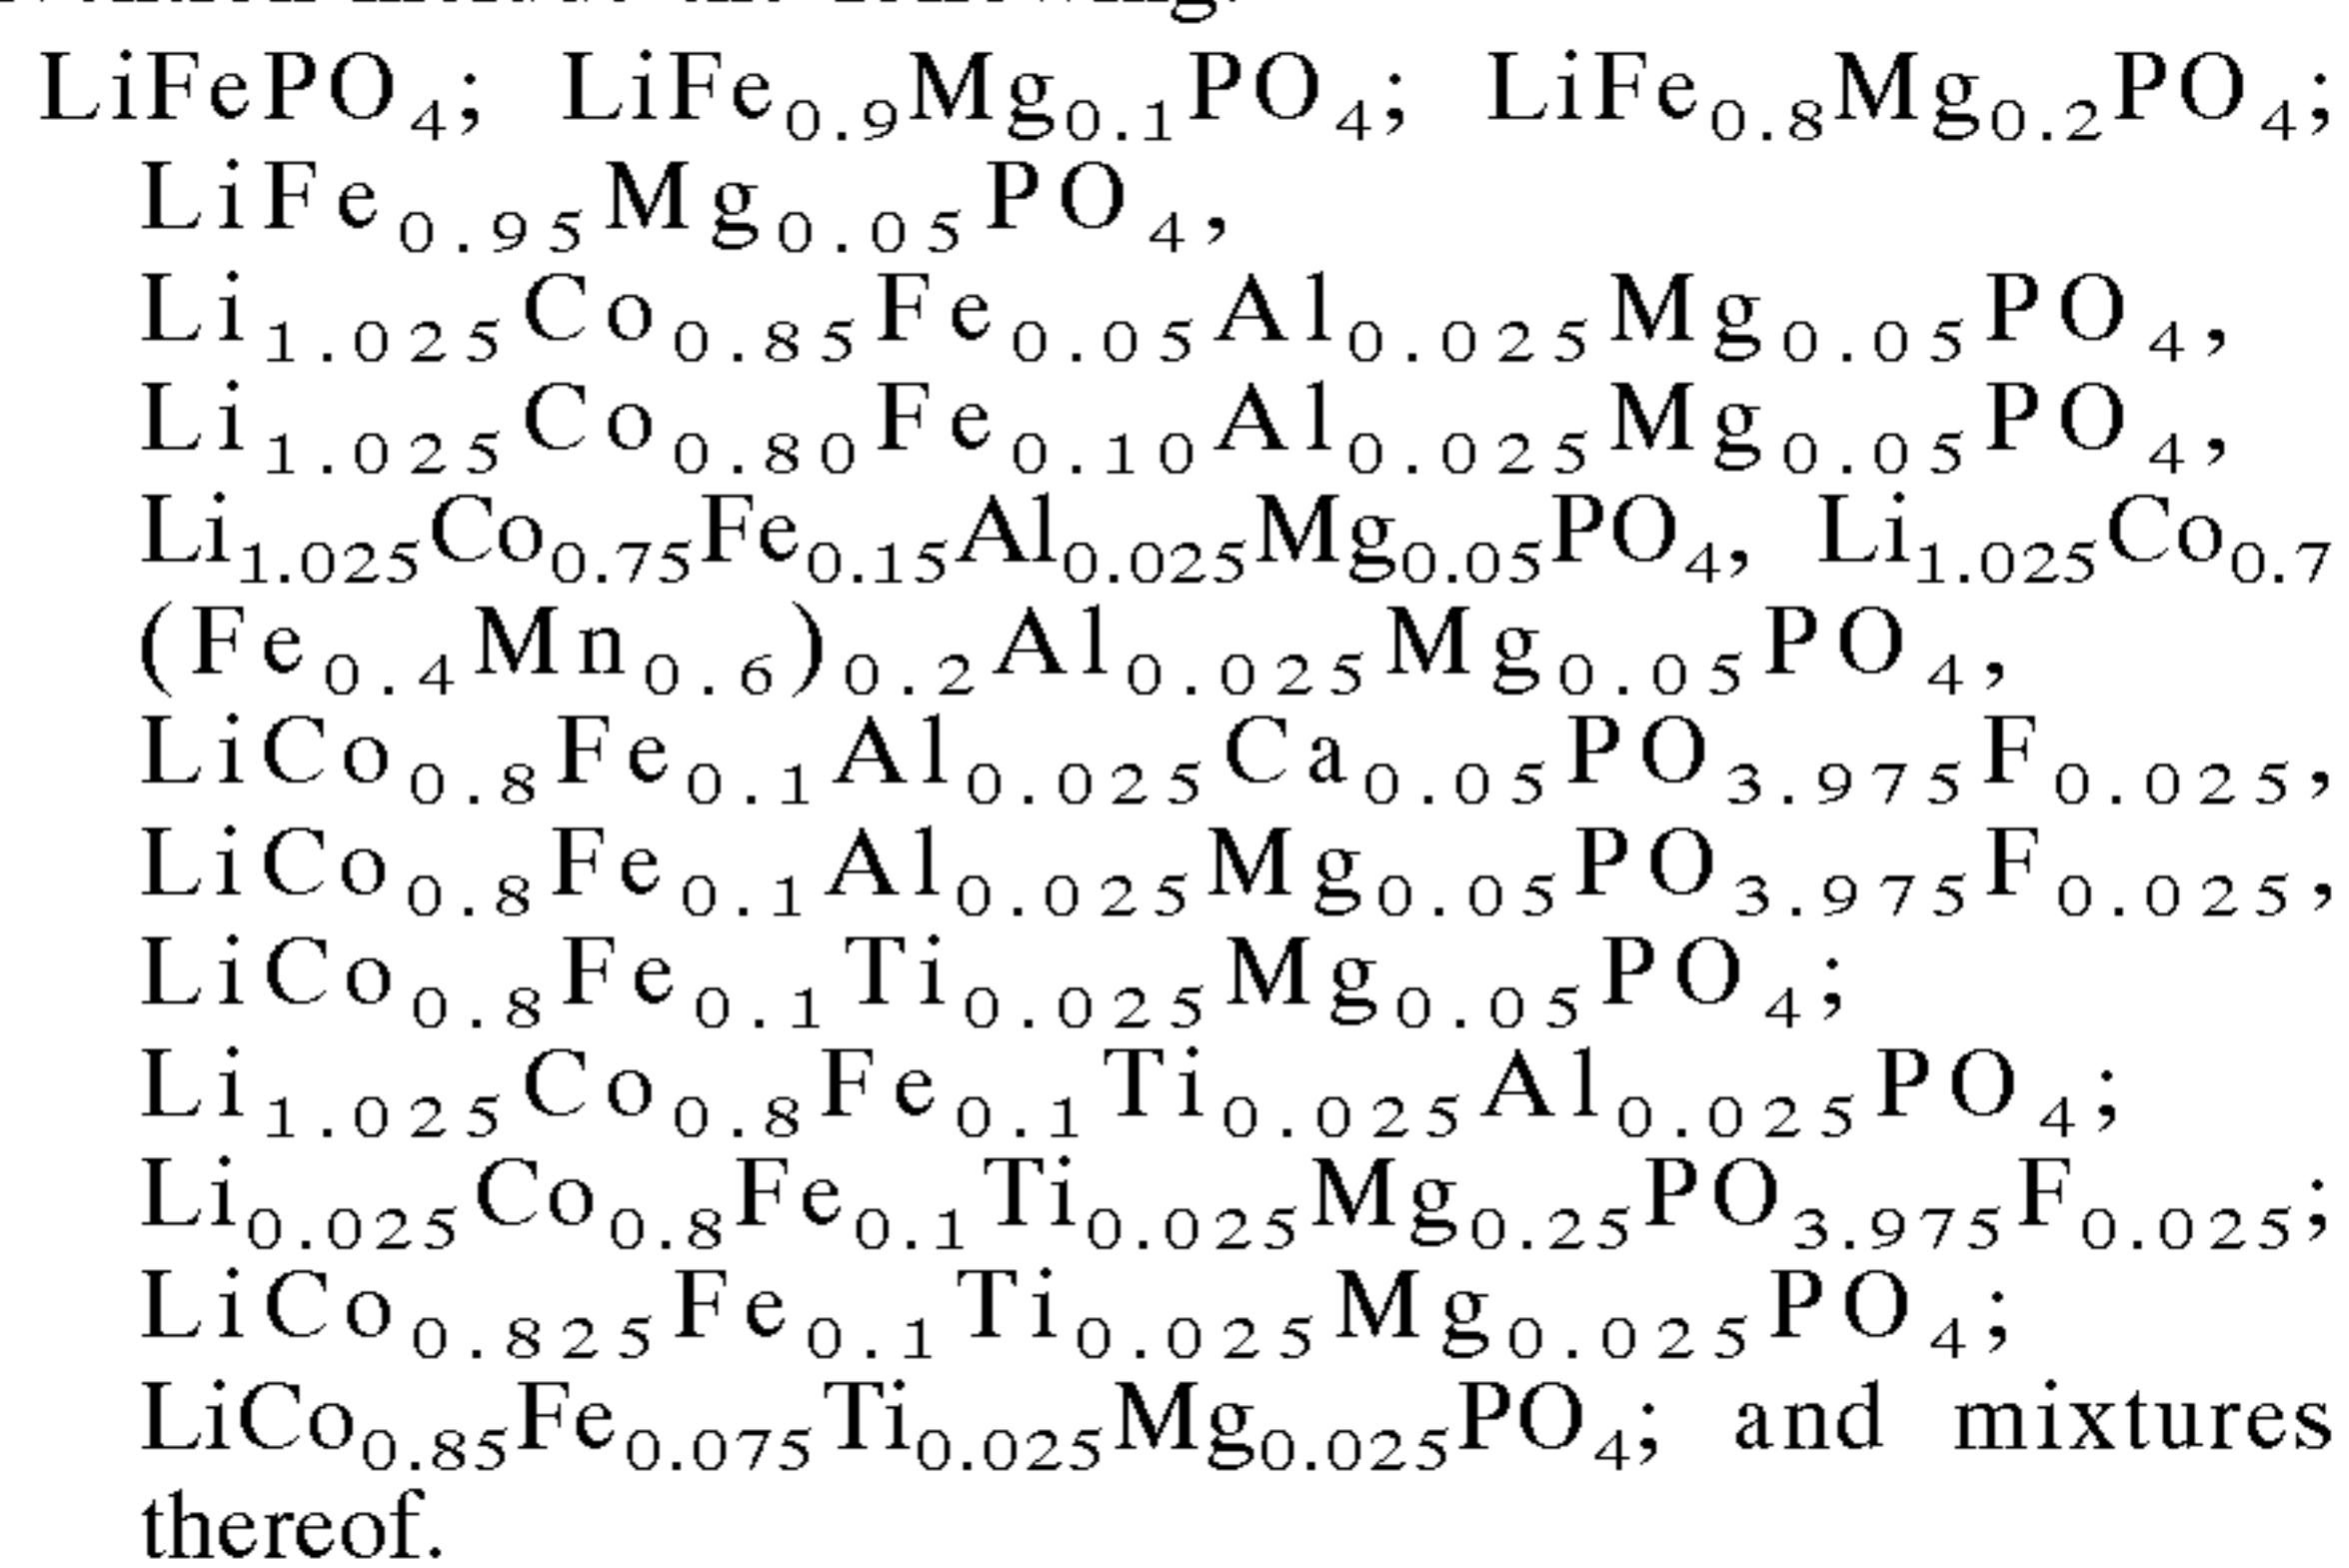 LiFePO₄; LiFe₀.₉Mg₀.₁PO₄; LiFe₀.₈Mg₀.₂PO₄;
LiFe₀.₉₅Mg₀.₀₅PO₄,
Li₁.₀₂₅Co₀.₈₅Fe₀.₀₅Al₀.₀₂₅Mg₀.₀₅PO₄,
Li₁.₀₂₅Co₀.₈₀Fe₀.₁₀Al₀.₀₂₅Mg₀.₀₅PO₄,
Li₁.₀₂₅Co₀.₇₅Fe₀.₁₅Al₀.₀₂₅Mg₀.₀₅PO₄, Li₁.₀₂₅Co₀.₇
(Fe₀.₄Mn₀.₆)₀.₂Al₀.₀₂₅Mg₀.₀₅PO₄,
LiCo₀.₈Fe₀.₁Al₀.₀₂₅Ca₀.₀₅PO₃.₉₇₅F₀.₀₂₅,
LiCo₀.₈Fe₀.₁Al₀.₀₂₅Mg₀.₀₅PO₃.₉₇₅F₀.₀₂₅,
LiCo₀.₈Fe₀.₁Ti₀.₀₂₅Mg₀.₀₅PO₄;
Li₁.₀₂₅Co₀.₈Fe₀.₁Ti₀.₀₂₅Al₀.₀₂₅PO₄;
Li₀.₀₂₅Co₀.₈Fe₀.₁Ti₀.₀₂₅Mg₀.₂₅PO₃.₉₇₅F₀.₀₂₅;
LiCo₀.₈₂₅Fe₀.₁Ti₀.₀₂₅Mg₀.₀₂₅PO₄;
LiCo₀.₈₅Fe₀.₀₇₅Ti₀.₀₂₅Mg₀.₀₂₅PO₄; and mixtures
thereof.